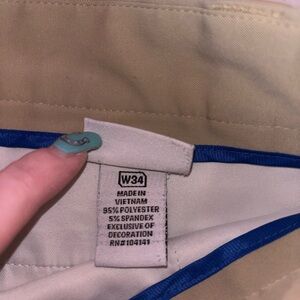 W34
MADE IN
VIETNAM
95% POLYESTER
5% SPANDEX
EXCLUSIVE OF
DECORATION
RN#104141